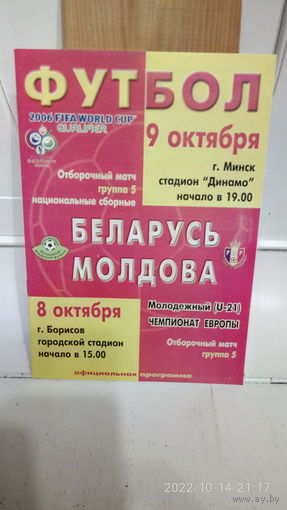 ФУТБОЛ
2006 FIFA WORLD CUP
QUALIFIER
GERMANY
2006
9 октября
г. Минск
стадион "Динамо"
начало в 19.00
Отборочный матч
группа 5
национальные сборные
БЕЛАРУСЬ
МОЛДОВА
8 октября
г. Борисов
городской стадион
начало в 15.00
Молодежный (U-21)
ЧЕМПИОНАТ ЕВРОПЫ
Отборочный матч
группа 5
официальная программа
2022-10-14 21:17
ay.by